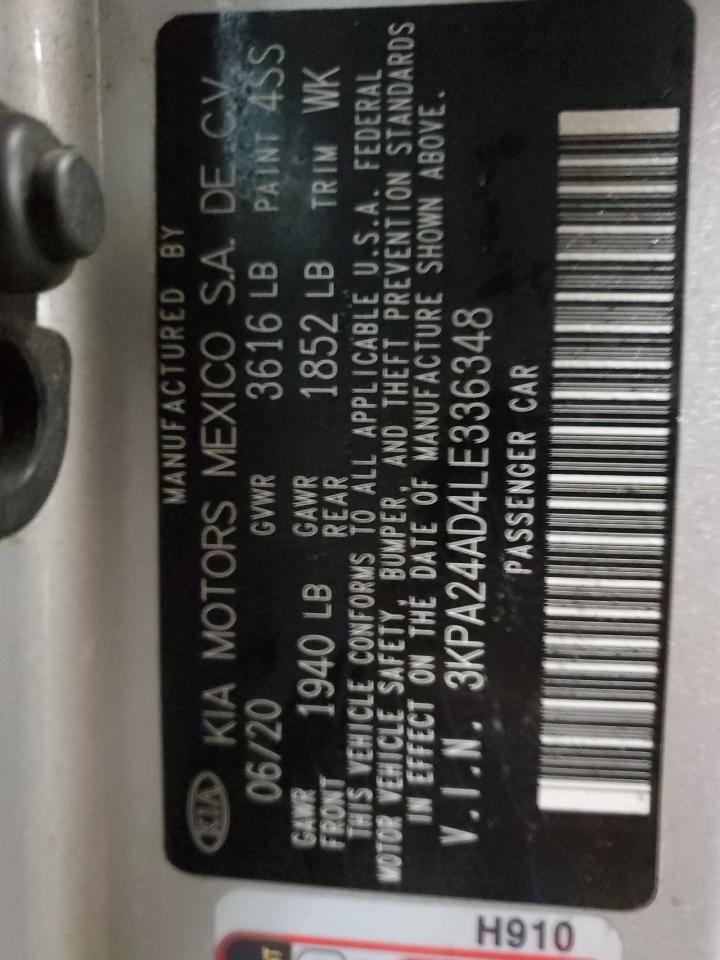 MANUFACTURED BY
KIA KIA MOTORS MEXICO S.A. DE C.V.
06/20 GVWR 3616 LB PAINT 4SS
GAWR FRONT 1940 LB GAWR REAR 1852 LB TRIM WK
THIS VEHICLE CONFORMS TO ALL APPLICABLE U.S.A. FEDERAL
MOTOR VEHICLE SAFETY, BUMPER, AND THEFT PREVENTION STANDARDS
IN EFFECT ON THE DATE OF MANUFACTURE SHOWN ABOVE.
V.I.N. 3KPA24AD4LE336348
PASSENGER CAR
H910